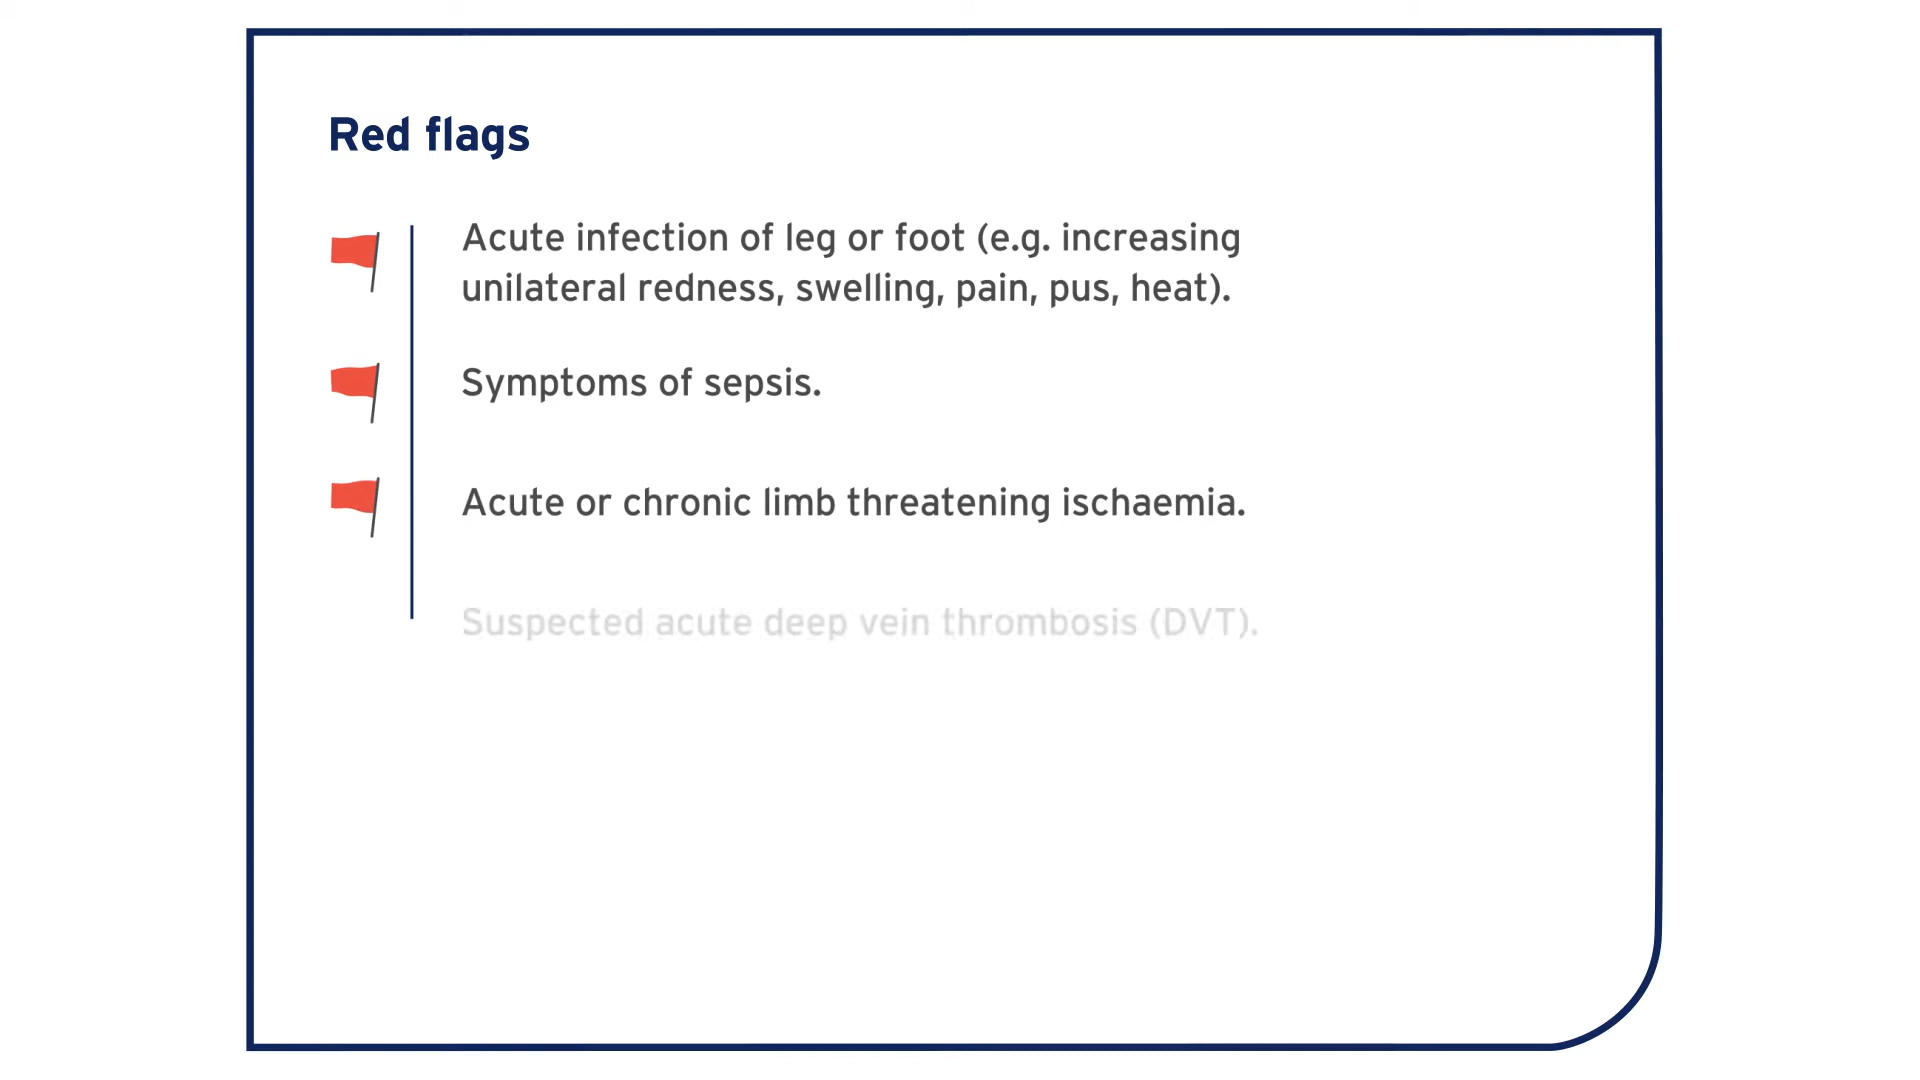 Red flags
Acute infection of leg or foot (e.g. increasing
unilateral redness, swelling, pain, pus, heat).
Symptoms of sepsis.
Acute or chronic limb threatening ischaemia.
Suspected acute deep vein thrombosis (DVT).